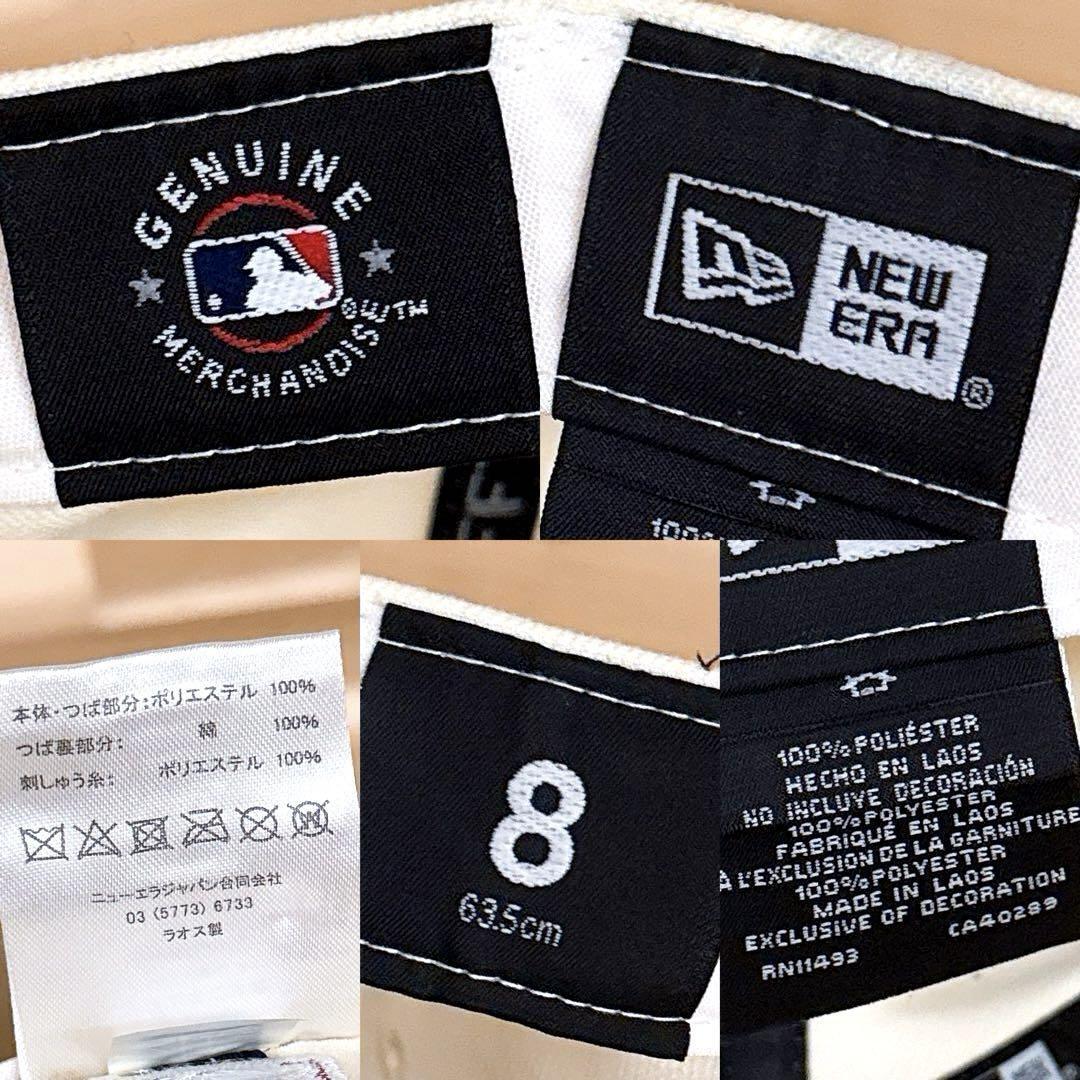 GENUINE
MERCHANDISE™
NEW
ERA®
本体・つば部分:ポリエステル 100%
つば裏部分: 綿 100%
刺しゅう糸: ポリエステル 100%
ニューエラジャパン合同会社
03 (5773) 6733
ラオス製
8
63.5cm
100% POLIÉSTER
HECHO EN LAOS
NO INCLUYE DECORACIÓN
100% POLYESTER
FABRIQUÉ EN LAOS
À L'EXCLUSION DE LA GARNITURE
100% POLYESTER
MADE IN LAOS
EXCLUSIVE OF DECORATION
RN11493 CA40289